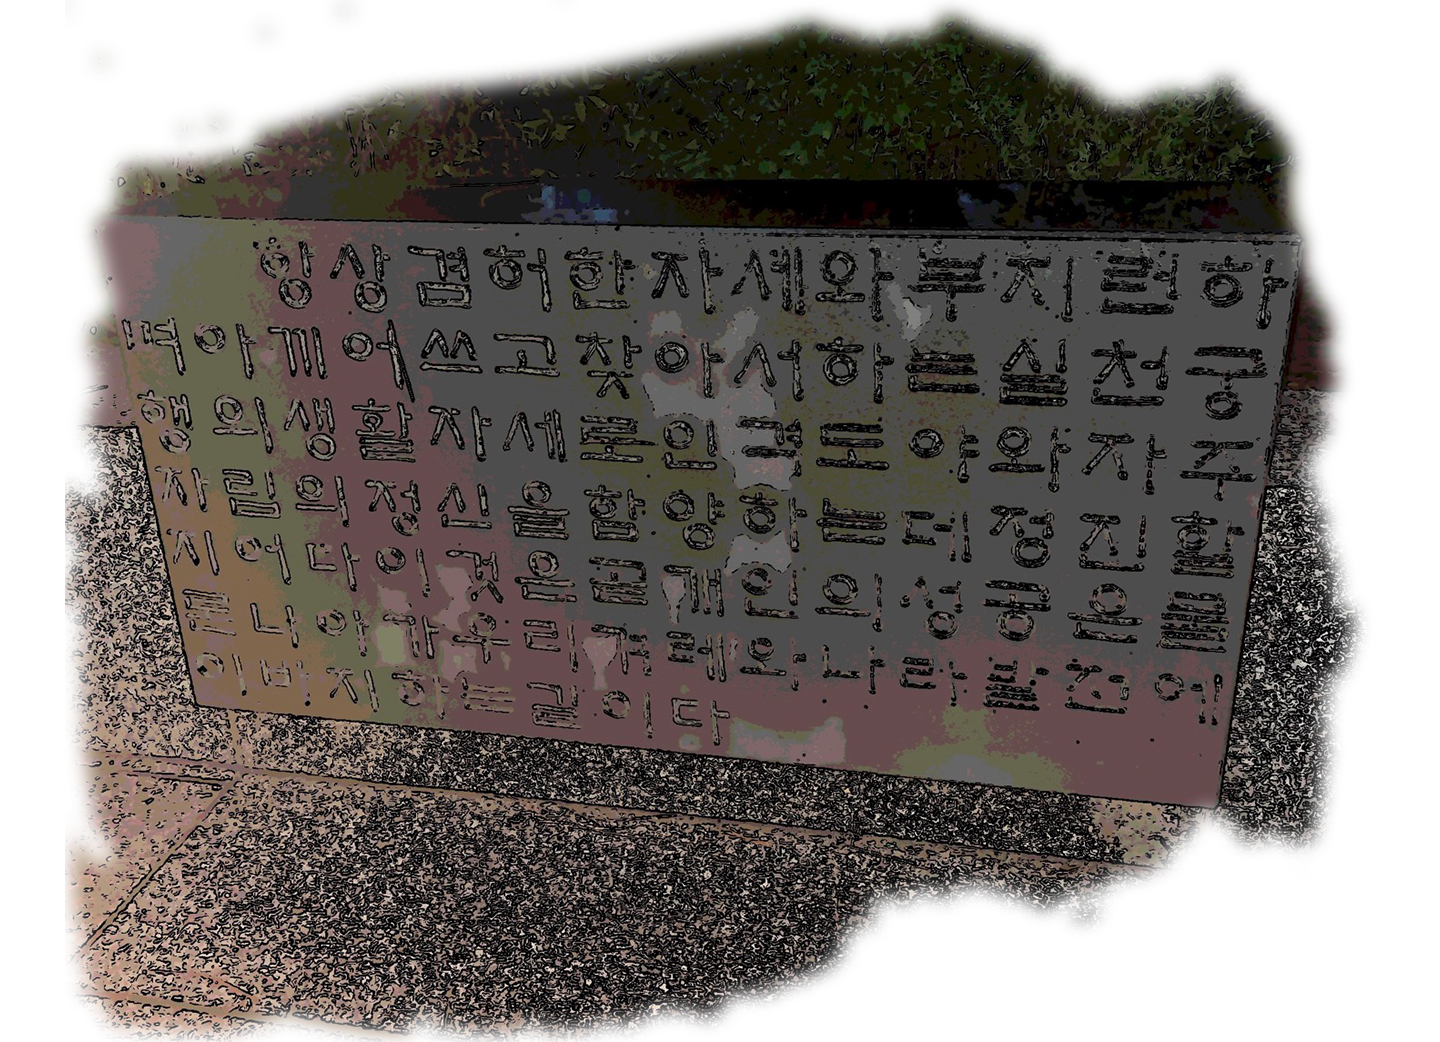 항상겸허한자세와부지런하
며아끼어쓰고찾아서하는실천궁
행의생활자세로인격도야와자주
자립의정신을함양하는데정진할
지어다이것은곧개인의성공은물
론나아가우리겨레와나라발전에
이바지하는길이다